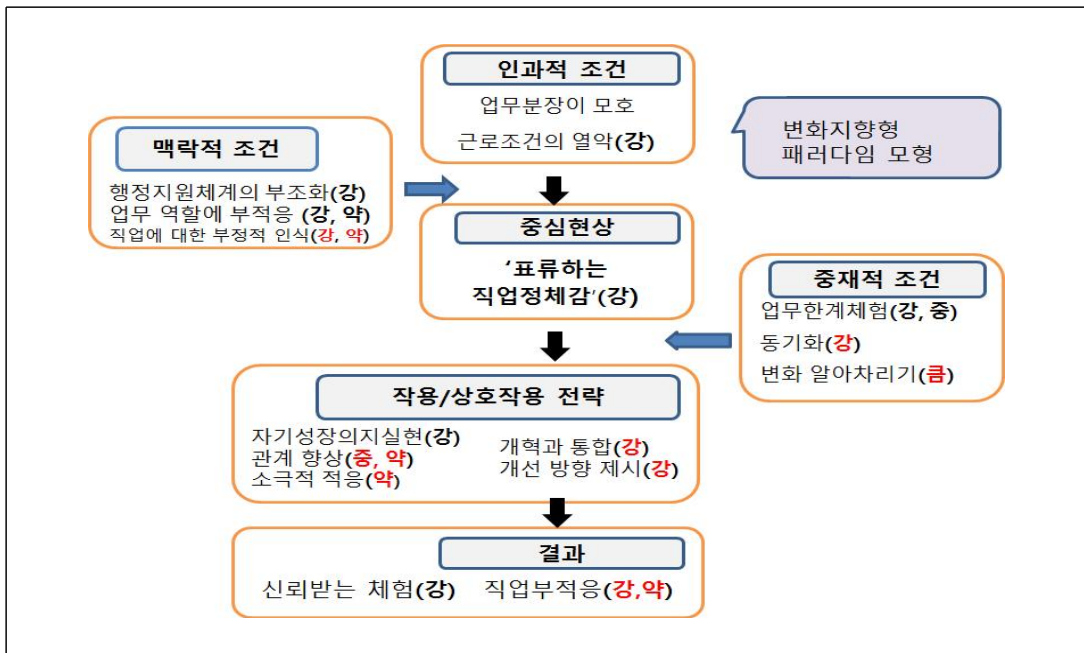 인과적 조건
업무분장이 모호
근로조건의 열악(강)
변화지향형
패러다임 모형
맥락적 조건
행정지원체계의 부조화(강)
업무 역할에 부적응 (강, 약)
직업에 대한 부정적 인식(강, 약)
중심현상
‘표류하는
직업정체감’(강)
중재적 조건
업무한계체험(강, 중)
동기화(강)
변화 알아차리기(큼)
작용/상호작용 전략
자기성장의지실현(강)
관계 향상(중, 약)
소극적 적응(약)
개혁과 통합(강)
개선 방향 제시(강)
결과
신뢰받는 체험(강) 직업부적응(강,약)